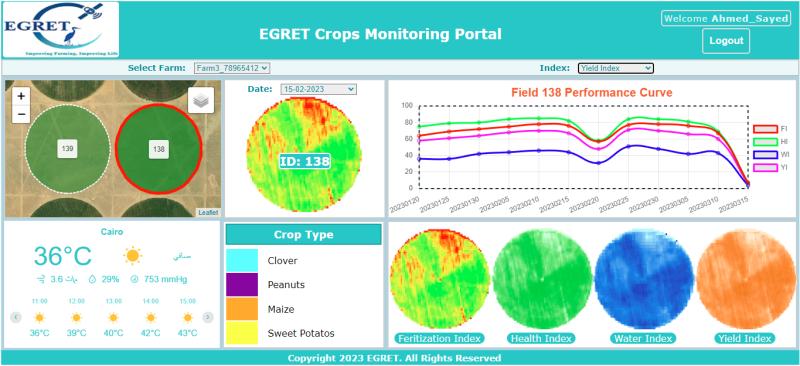 EGRET
Improving Farming, Improving Life
EGRET Crops Monitoring Portal
Welcome Ahmed_Sayed
Logout
Select Farm: Farm3_78965412
Index: Yield Index
+
−
139
138
Leaflet
Date: 15-02-2023
ID: 138
Field 138 Performance Curve
100
80
60
40
20
0
20230120
20230125
20230130
20230205
20230210
20230215
20230220
20230225
20230230
20230305
20230310
20230315
FI
HI
WI
YI
Cairo
36°C
صافي
3.6 م/ث
29%
753 mmHg
11:00 12:00 13:00 14:00 15:00
36°C 39°C 40°C 42°C 43°C
Crop Type
Clover
Peanuts
Maize
Sweet Potatos
Feritization Index
Health Index
Water Index
Yield Index
Copyright 2023 EGRET. All Rights Reserved